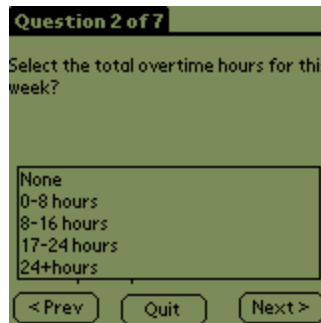 Question 2 of 7
Select the total overtime hours for thi
week?
None
0-8 hours
8-16 hours
17-24 hours
24+hours
< Prev
Quit
Next >